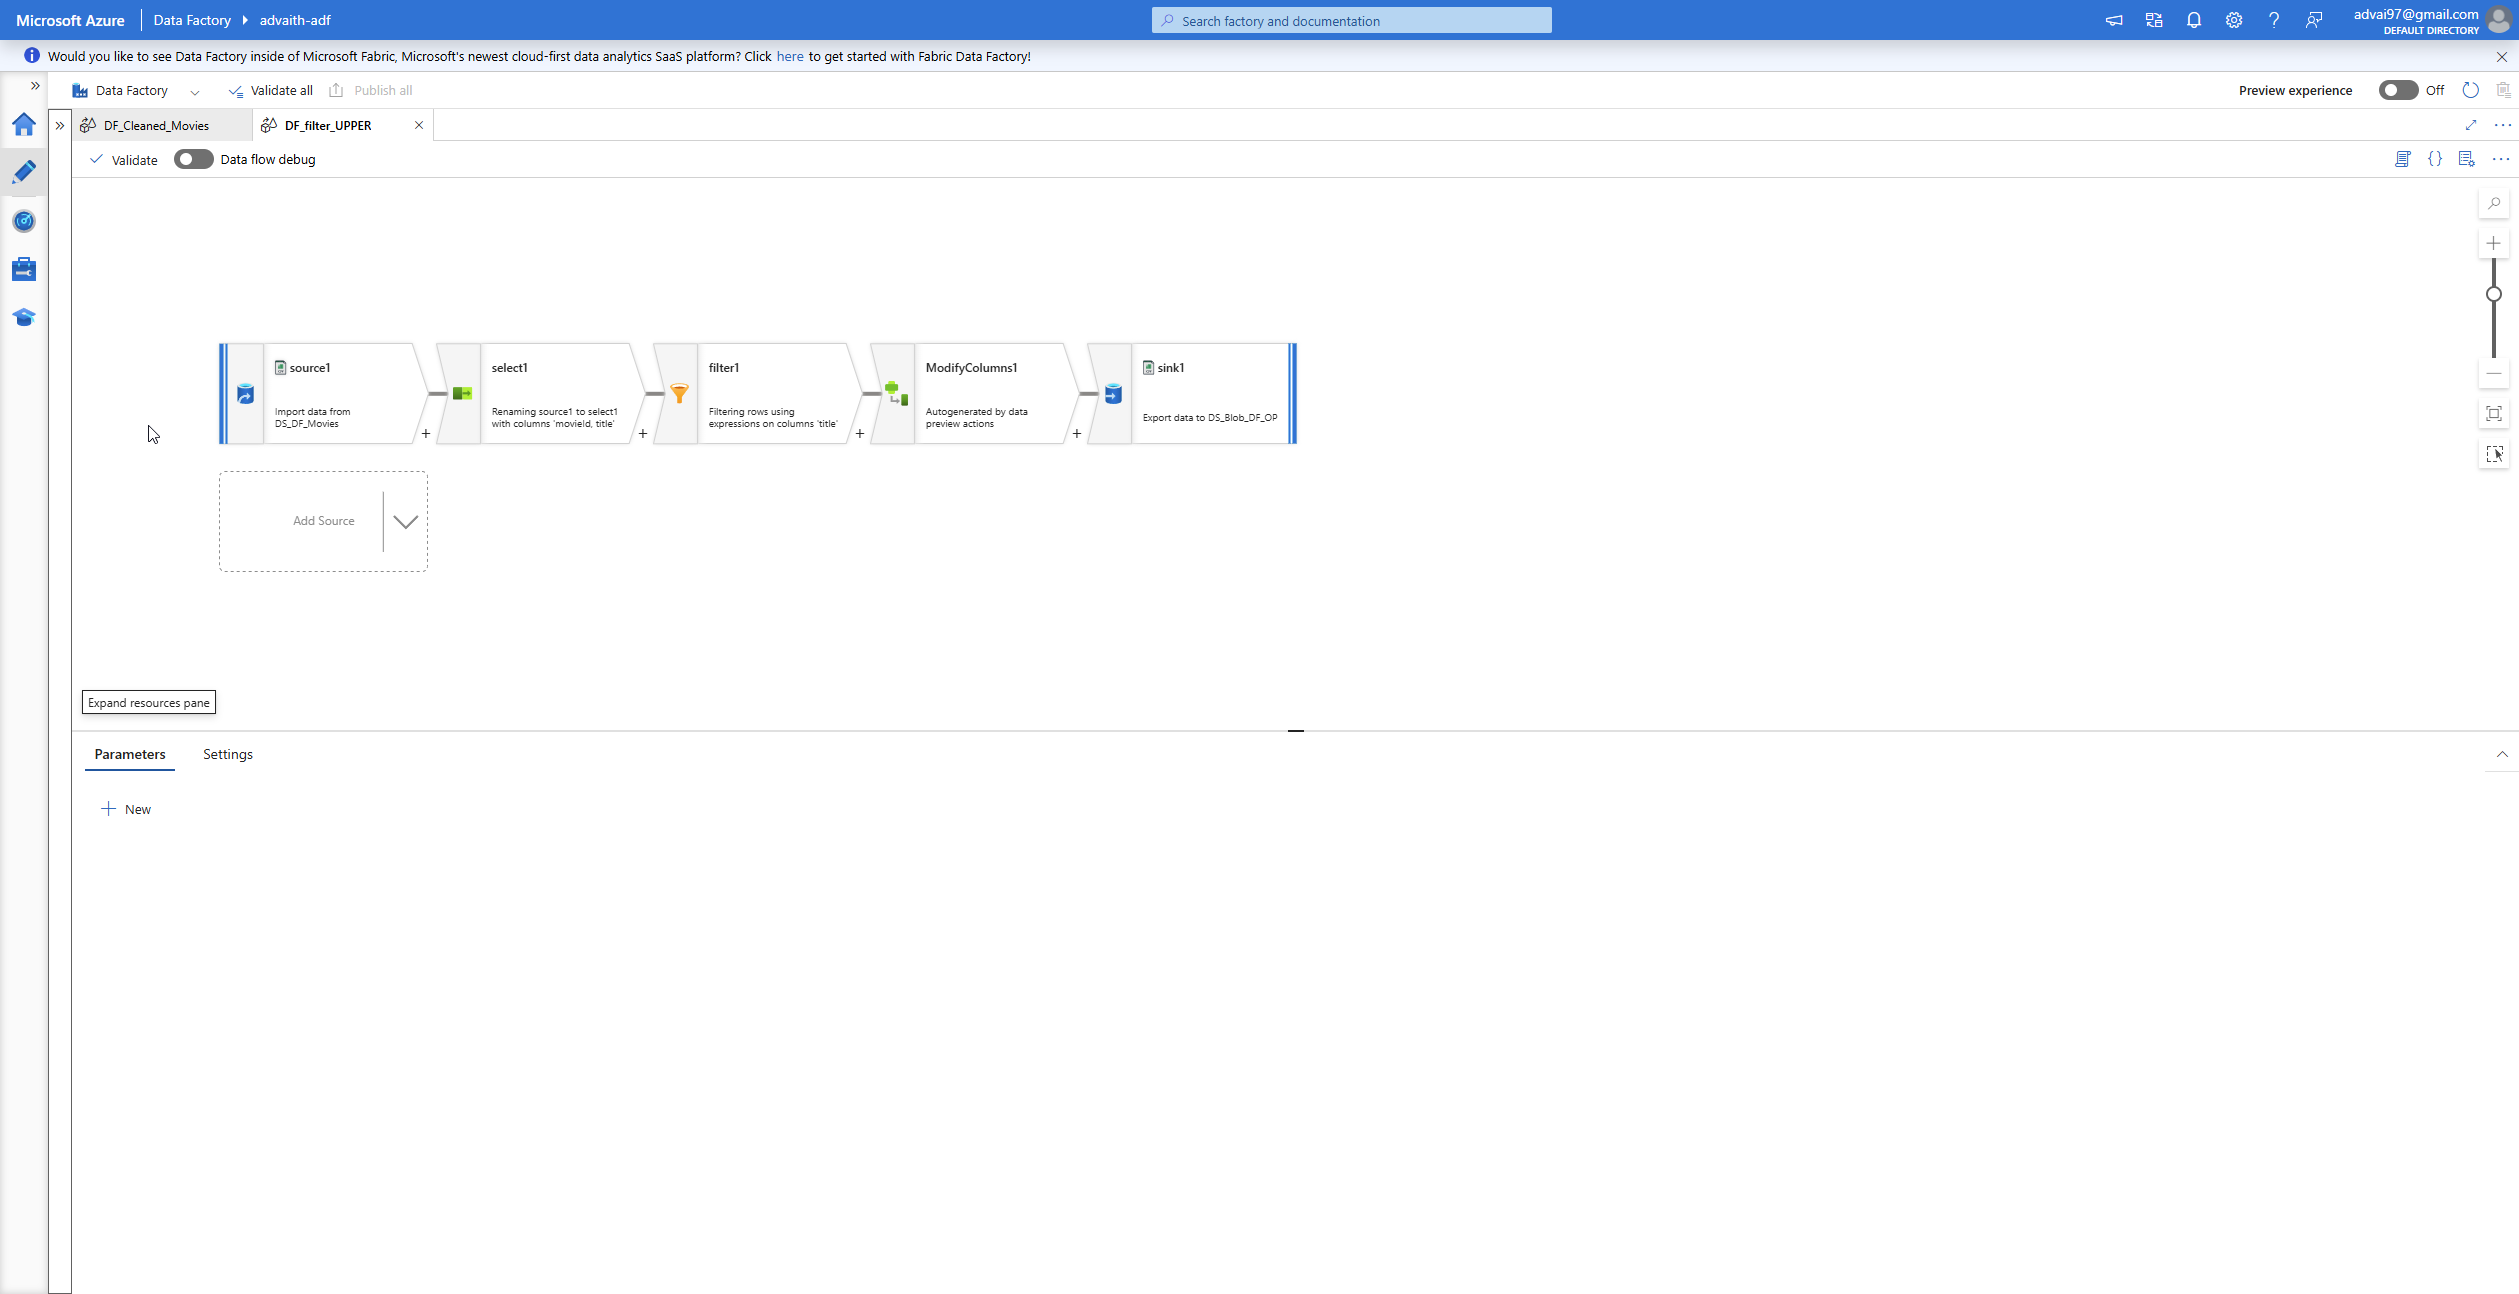 Microsoft Azure
Data Factory
advaith-adf
Search factory and documentation
advai97@gmail.com
DEFAULT DIRECTORY
Would you like to see Data Factory inside of Microsoft Fabric, Microsoft's newest cloud-first data analytics SaaS platform? Click here to get started with Fabric Data Factory!
Data Factory
Validate all
Publish all
Preview experience
Off
DF_Cleaned_Movies
DF_filter_UPPER
Validate
Data flow debug
source1
Import data from
DS_DF_Movies
select1
Renaming source1 to select1
with columns 'movieId, title'
filter1
Filtering rows using
expressions on columns 'title'
ModifyColumns1
Autogenerated by data
preview actions
sink1
Export data to DS_Blob_DF_OP
Add Source
Expand resources pane
Parameters
Settings
New